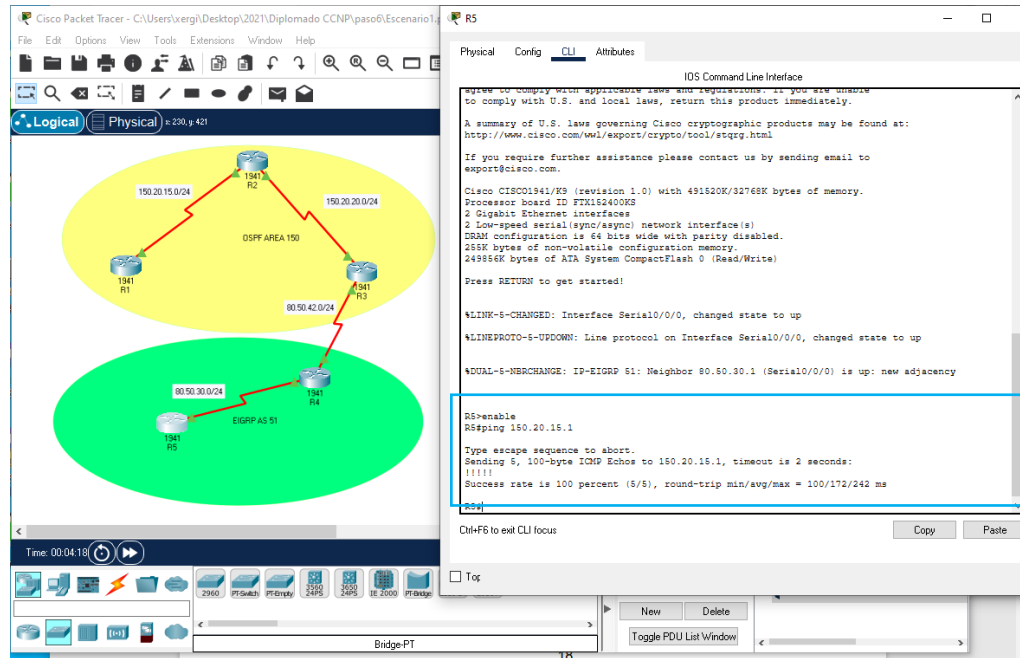 Cisco Packet Tracer - C:\Users\xergi\Desktop\2021\Diplomado CCNP\paso6\Escenario1.p
File Edit Options View Tools Extensions Window Help
Logical
Physical
x: 230, y: 421
1941
R2
150.20.15.0/24
150.20.20.0/24
OSPF AREA 150
1941
R1
1941
R3
80.50.42.0/24
80.50.30.0/24
1941
R4
EIGRP AS 51
1941
R5
Time: 00:04:18
2960
PT-Switch
PT-Empty
3560
24PS
3650
24PS
IE 2000
PT-Bridge
Bridge-PT
New
Delete
Toggle PDU List Window
18
R5
Physical Config CLI Attributes
IOS Command Line Interface
agree to comply with applicable laws and regulations. If you are unable
to comply with U.S. and local laws, return this product immediately.
A summary of U.S. laws governing Cisco cryptographic products may be found at:
http://www.cisco.com/wwl/export/crypto/tool/stqrg.html
If you require further assistance please contact us by sending email to
export@cisco.com.
Cisco CISCO1941/K9 (revision 1.0) with 491520K/32768K bytes of memory.
Processor board ID FTX152400KS
2 Gigabit Ethernet interfaces
2 Low-speed serial(sync/async) network interface(s)
DRAM configuration is 64 bits wide with parity disabled.
255K bytes of non-volatile configuration memory.
249856K bytes of ATA System CompactFlash 0 (Read/Write)
Press RETURN to get started!
%LINK-5-CHANGED: Interface Serial0/0/0, changed state to up
%LINEPROTO-5-UPDOWN: Line protocol on Interface Serial0/0/0, changed state to up
%DUAL-5-NBRCHANGE: IP-EIGRP 51: Neighbor 80.50.30.1 (Serial0/0/0) is up: new adjacency
R5>enable
R5#ping 150.20.15.1
Type escape sequence to abort.
Sending 5, 100-byte ICMP Echos to 150.20.15.1, timeout is 2 seconds:
!!!!!
Success rate is 100 percent (5/5), round-trip min/avg/max = 100/172/242 ms
R5#
Ctrl+F6 to exit CLI focus
Copy
Paste
Top